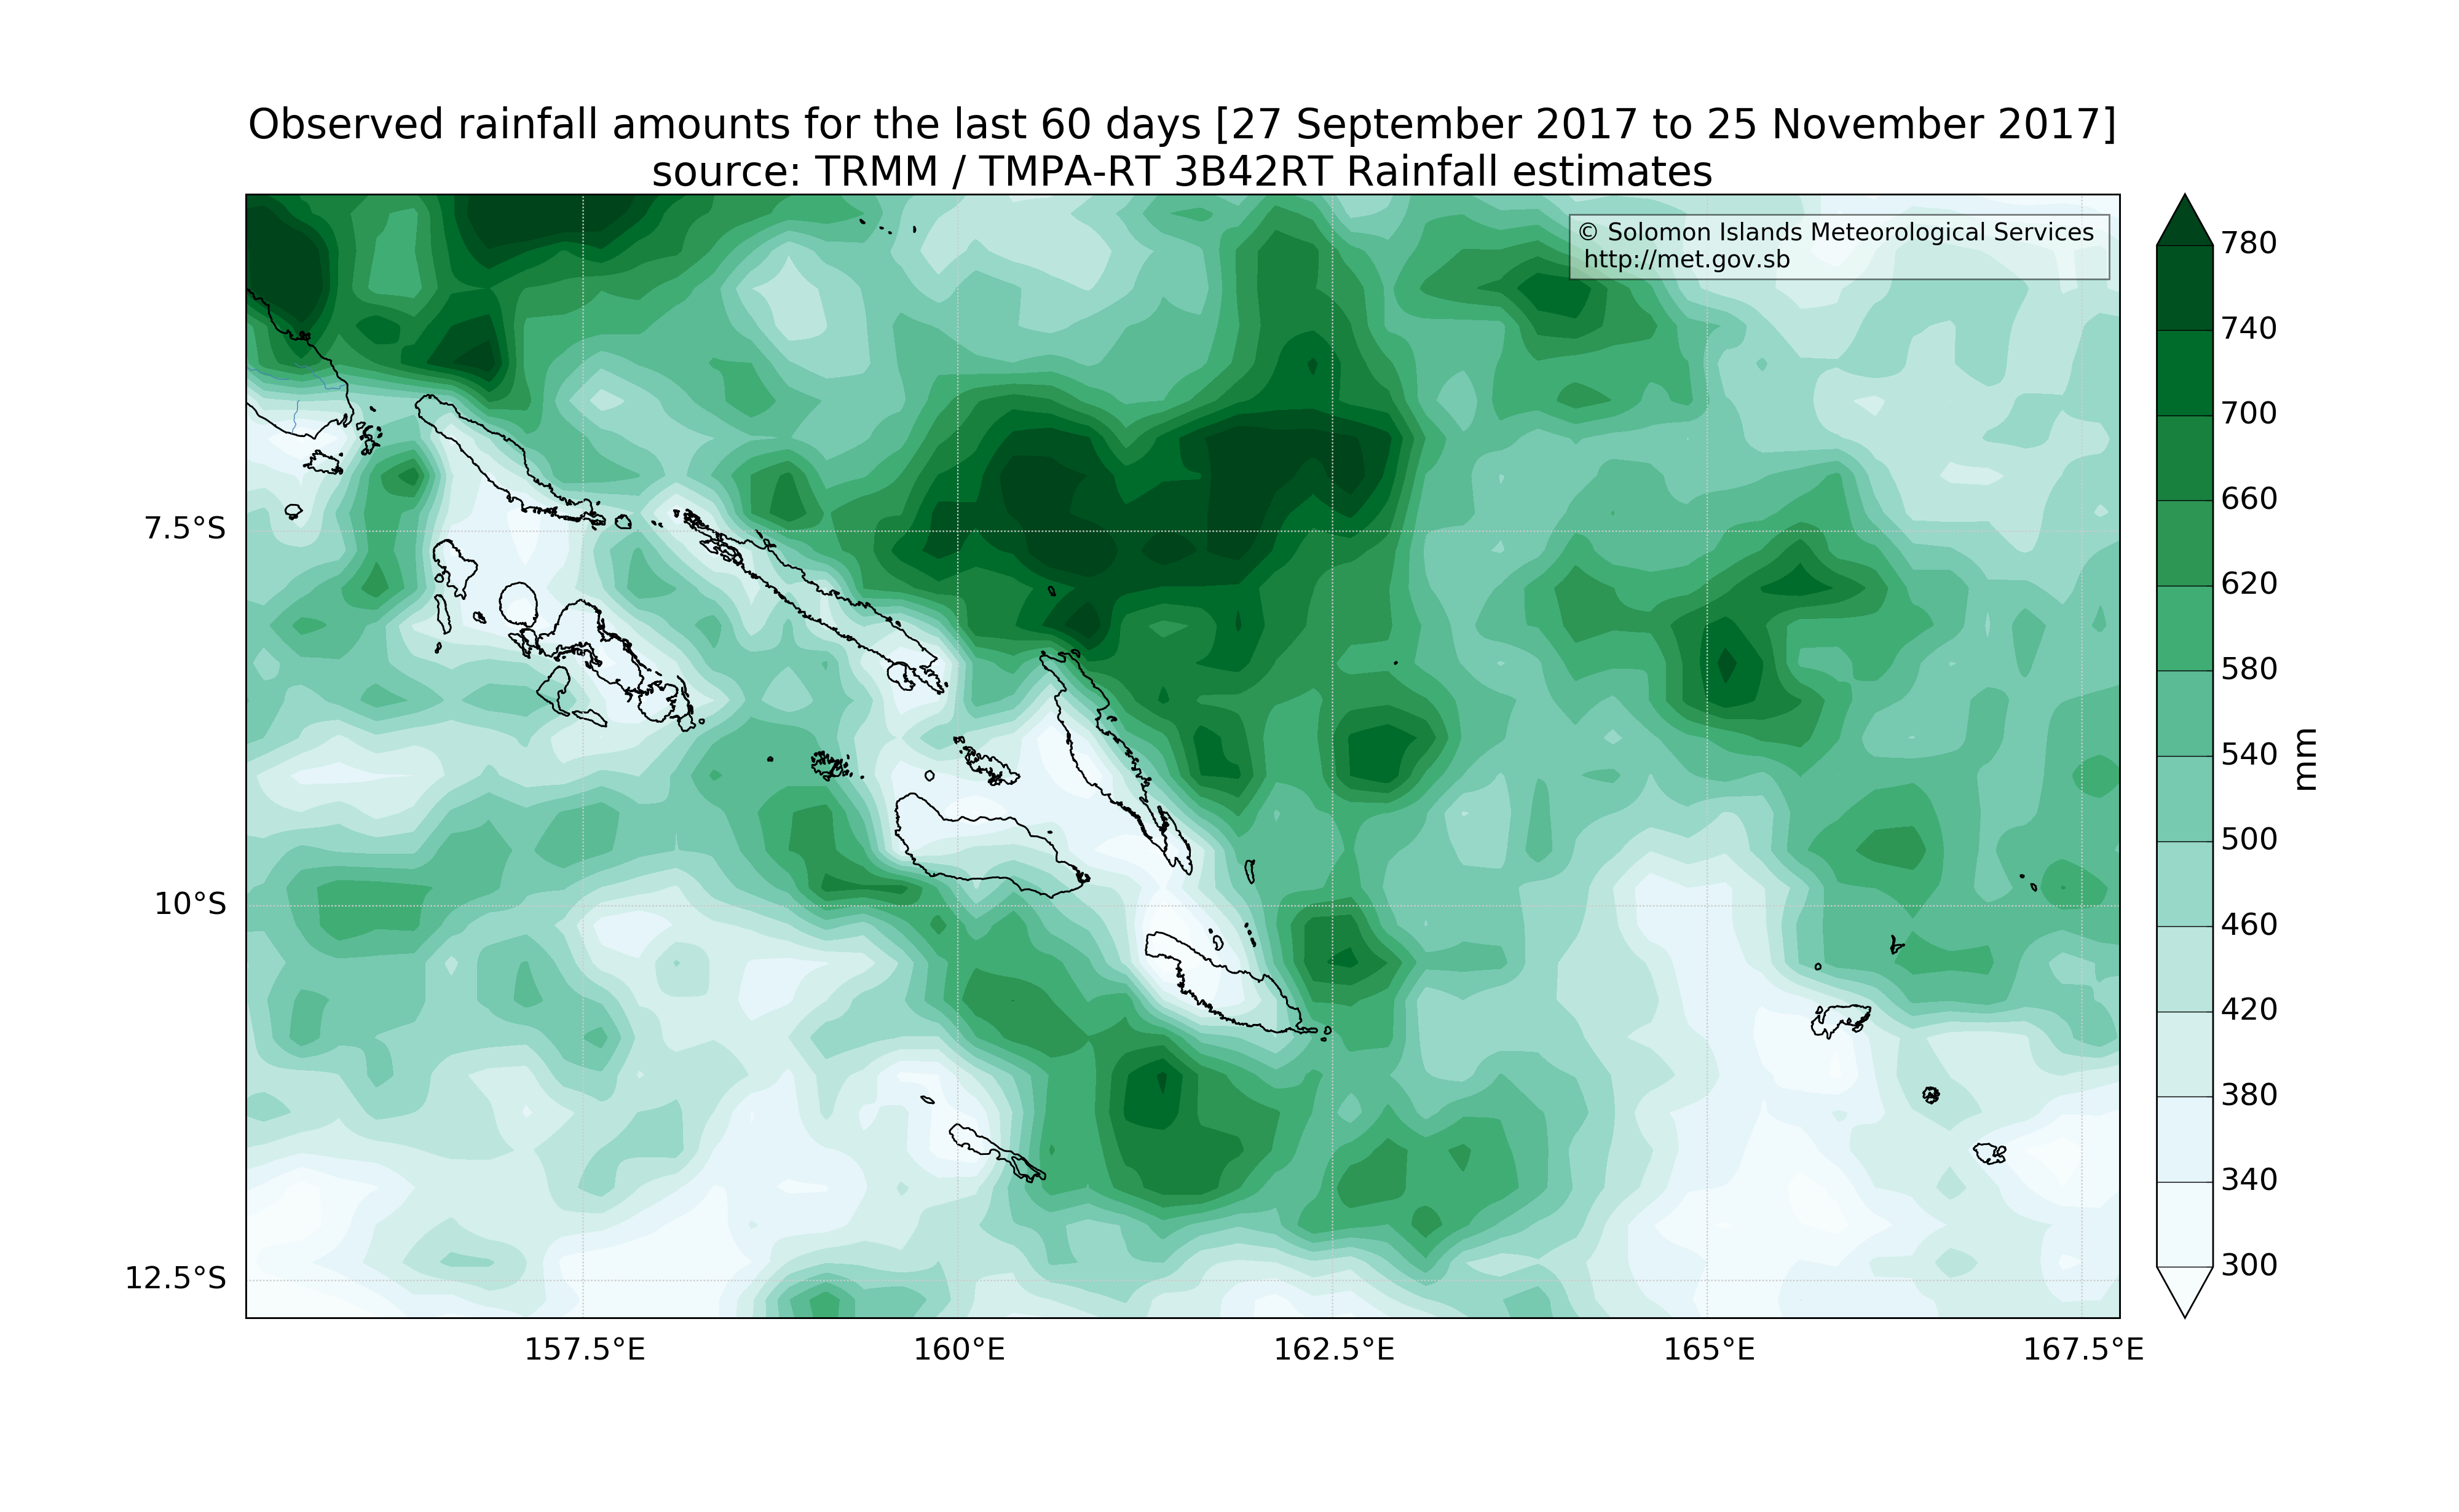 Observed rainfall amounts for the last 60 days [27 September 2017 to 25 November 2017]
source: TRMM / TMPA-RT 3B42RT Rainfall estimates
© Solomon Islands Meteorological Services
http://met.gov.sb
7.5°S
10°S
12.5°S
157.5°E
160°E
162.5°E
165°E
167.5°E
780
740
700
660
620
580
540
500
460
420
380
340
300
mm